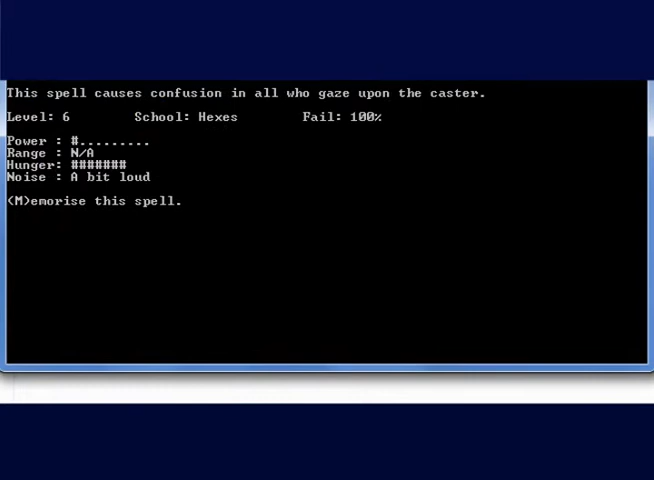 This spell causes confusion in all who gaze upon the caster.
Level: 6 School: Hexes Fail: 100%
Power : #.........
Range : N/A
Hunger: #######
Noise : A bit loud
(M)emorise this spell.